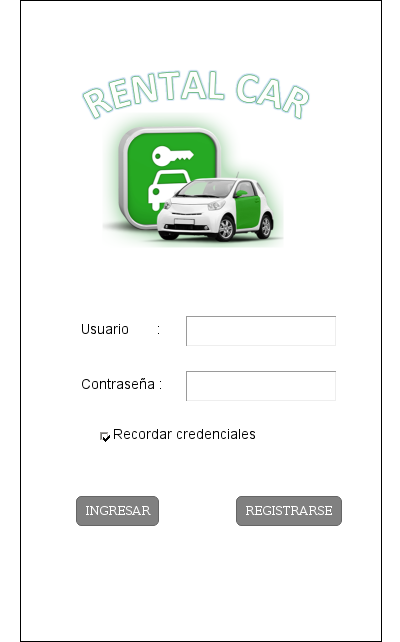 RENTAL CAR
Usuario :
Contraseña :
Recordar credenciales
INGRESAR
REGISTRARSE